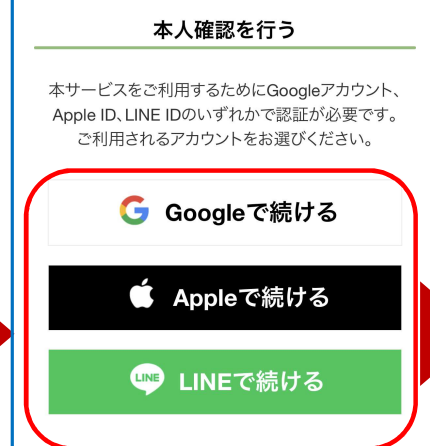 本人確認を行う
本サービスをご利用するためにGoogleアカウント、
Apple ID、LINE IDのいずれかで認証が必要です。
ご利用されるアカウントをお選びください。
Googleで続ける
Appleで続ける
LINE LINEで続ける